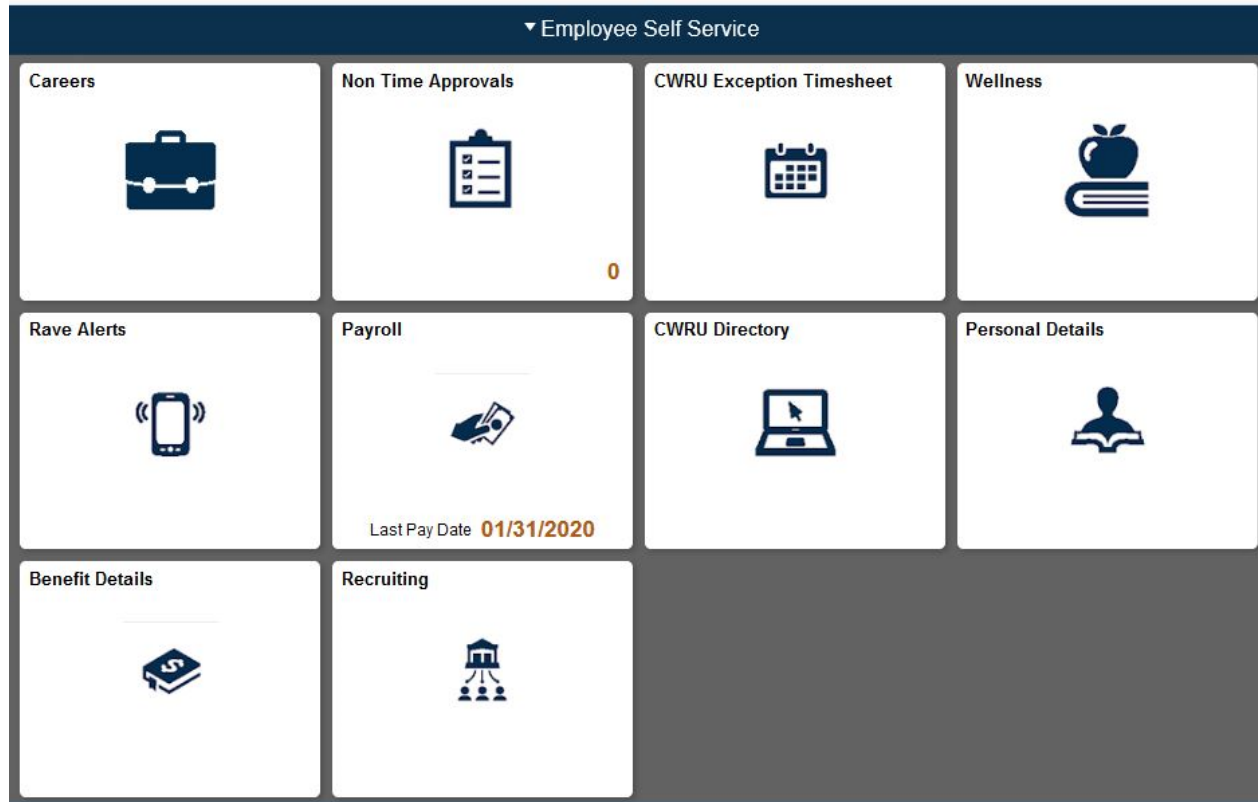 Employee Self Service
Careers
Non Time Approvals
CWRU Exception Timesheet
Wellness
0
Rave Alerts
Payroll
CWRU Directory
Personal Details
Last Pay Date 01/31/2020
Benefit Details
Recruiting